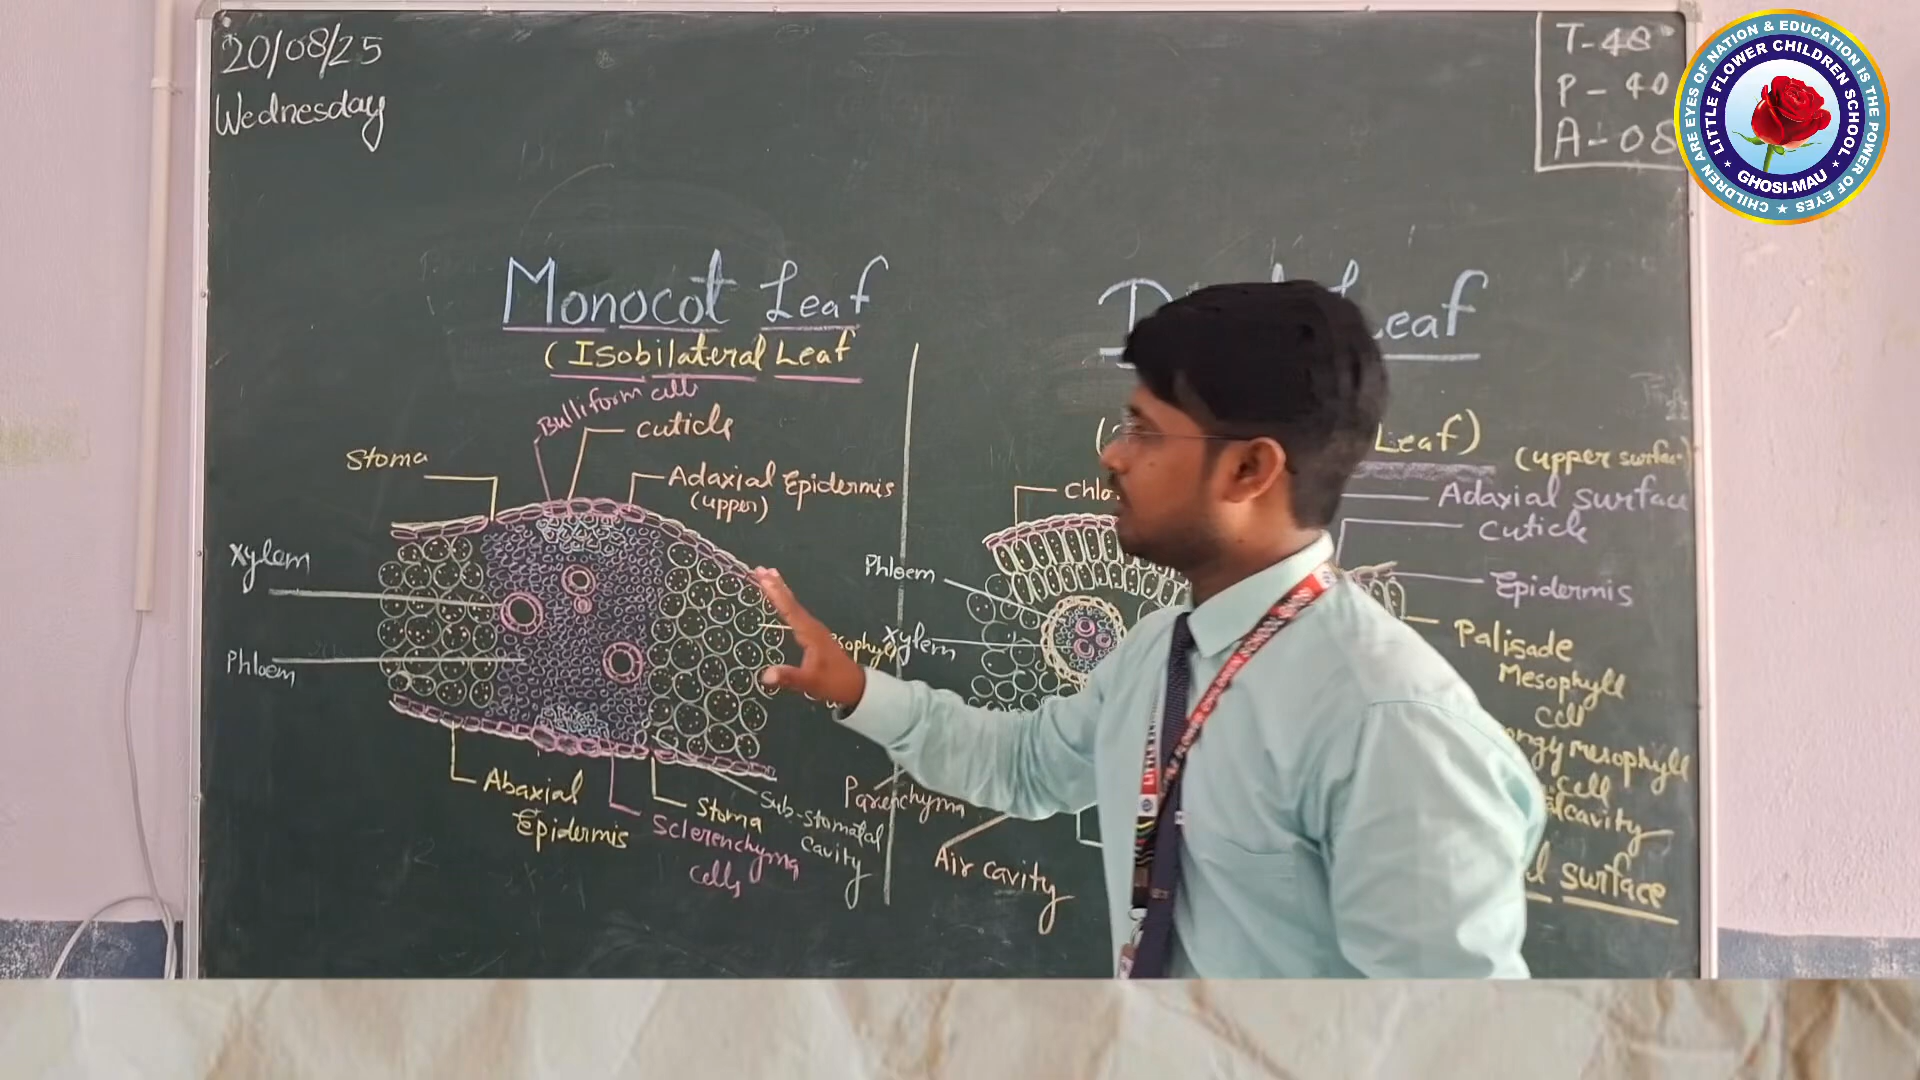 20/08/25
Wednesday
T-48
P-40
A-08
CHILDREN ARE EYES OF NATION & EDUCATION IS THE POWER OF EYES
LITTLE FLOWER CHILDREN SCHOOL
GHOSI-MAU
Monocot Leaf
(Isobilateral Leaf
Bulliform cells
cuticle
Stoma
Adaxial Epidermis
(upper)
Xylem
Phloem
Abaxial
Epidermis
Stoma
Sclerenchyma
cells
Sub-stomatal
cavity
Leaf
Leaf)
(upper surface)
Adaxial surface
Cuticle
Epidermis
Phloem
Xylem
Palisade
Mesophyll
Cell
mesophyll
Cell
cavity
Parenchyma
Air cavity
surface